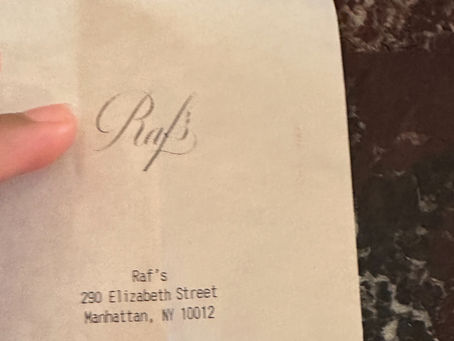 Raf's
Raf's
290 Elizabeth Street
Manhattan, NY 10012